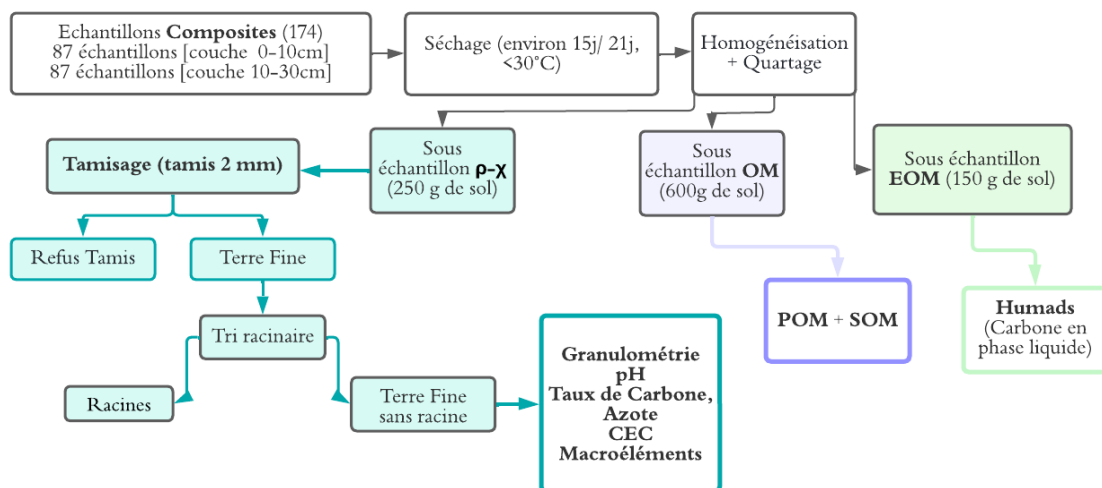 Echantillons Composites (174)
87 échantillons [couche 0-10cm]
87 échantillons [couche 10-30cm]
Séchage (environ 15j/ 21j,
<30°C)
Homogénéisation
+ Quartage
Tamisage (tamis 2 mm)
Sous
échantillon ρ-χ
(250 g de sol)
Sous
échantillon OM
(600g de sol)
Sous échantillon
EOM (150 g de sol)
Refus Tamis
Terre Fine
Tri racinaire
Racines
Terre Fine
sans racine
Granulométrie
pH
Taux de Carbone,
Azote
CEC
Macroéléments
POM + SOM
Humads
(Carbone en
phase liquide)